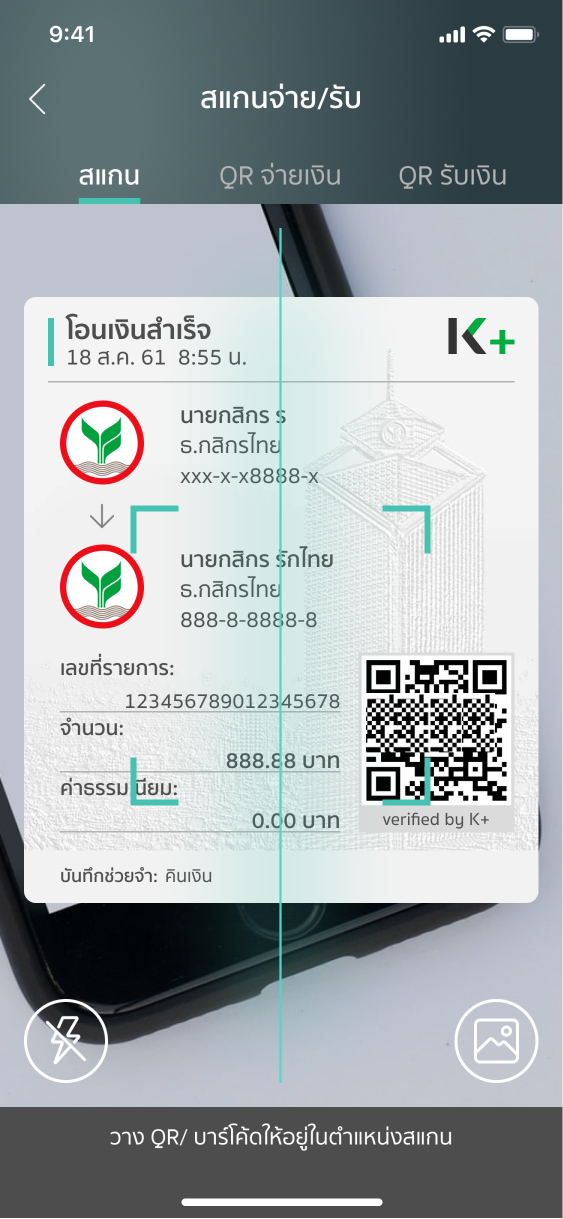 9:41
สแกนจ่าย/รับ
สแกน QR จ่ายเงิน QR รับเงิน
โอนเงินสำเร็จ
18 ส.ค. 61 8:55 น.
K+
นายกสิกร ร
ธ.กสิกรไทย
xxx-x-x8888-x
นายกสิกร รักไทย
ธ.กสิกรไทย
888-8-8888-8
เลขที่รายการ:
123456789012345678
จำนวน:
888.88 บาท
ค่าธรรมเนียม:
0.00 บาท
verified by K+
บันทึกช่วยจำ: คืนเงิน
วาง QR/ บาร์โค้ดให้อยู่ในตำแหน่งสแกน